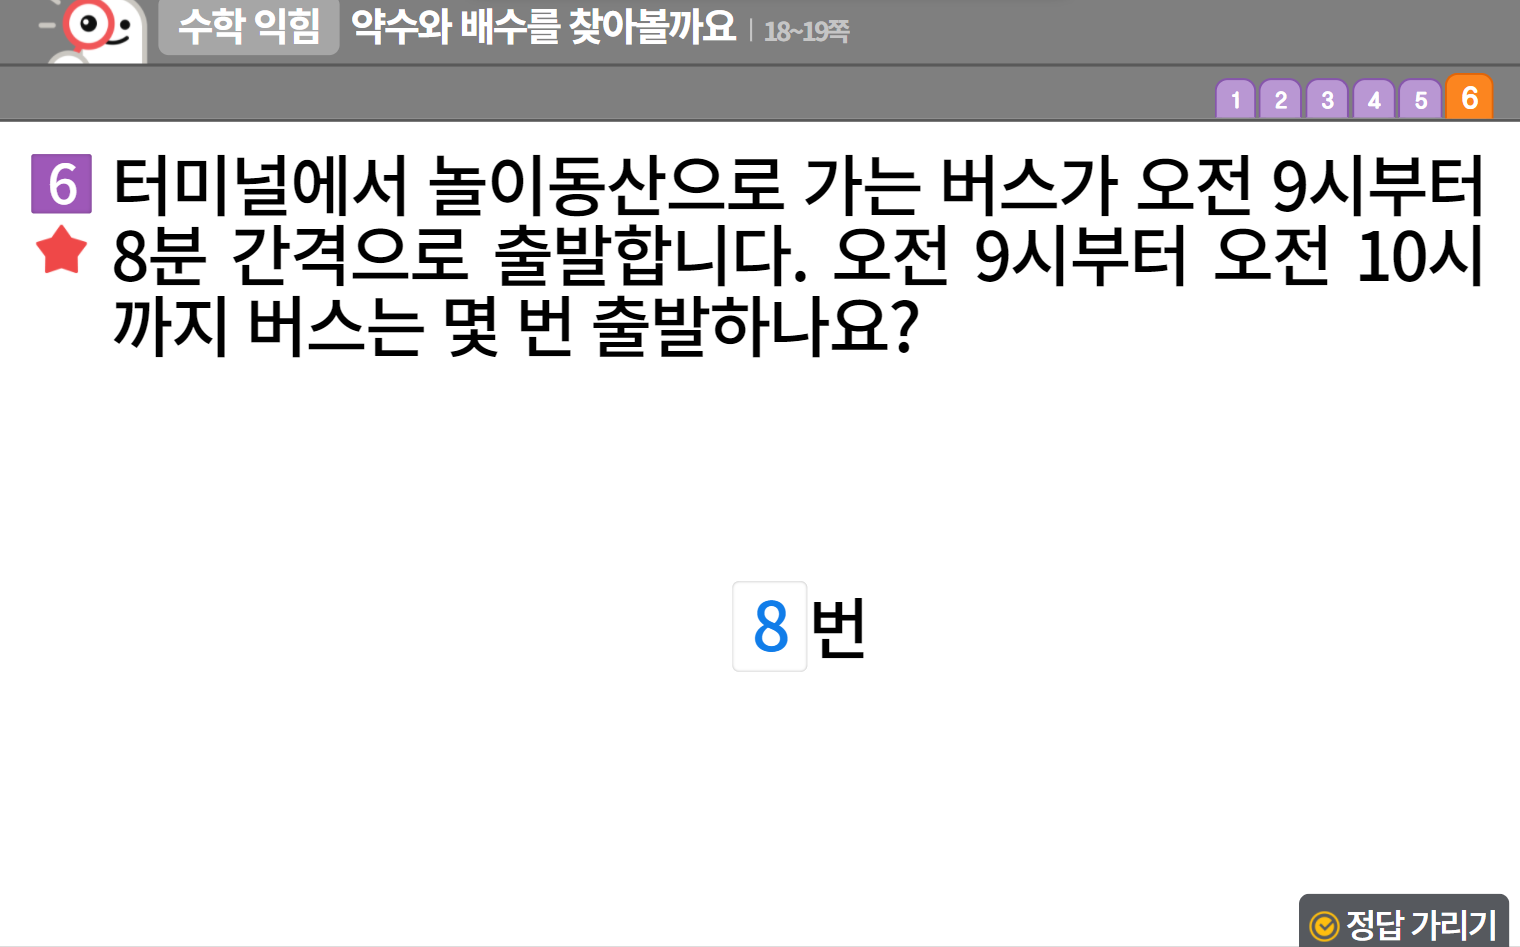 수학 익힘 약수와 배수를 찾아볼까요 18~19쪽
1 2 3 4 5 6
6 터미널에서 놀이동산으로 가는 버스가 오전 9시부터
8분 간격으로 출발합니다. 오전 9시부터 오전 10시
까지 버스는 몇 번 출발하나요?
8번
정답 가리기